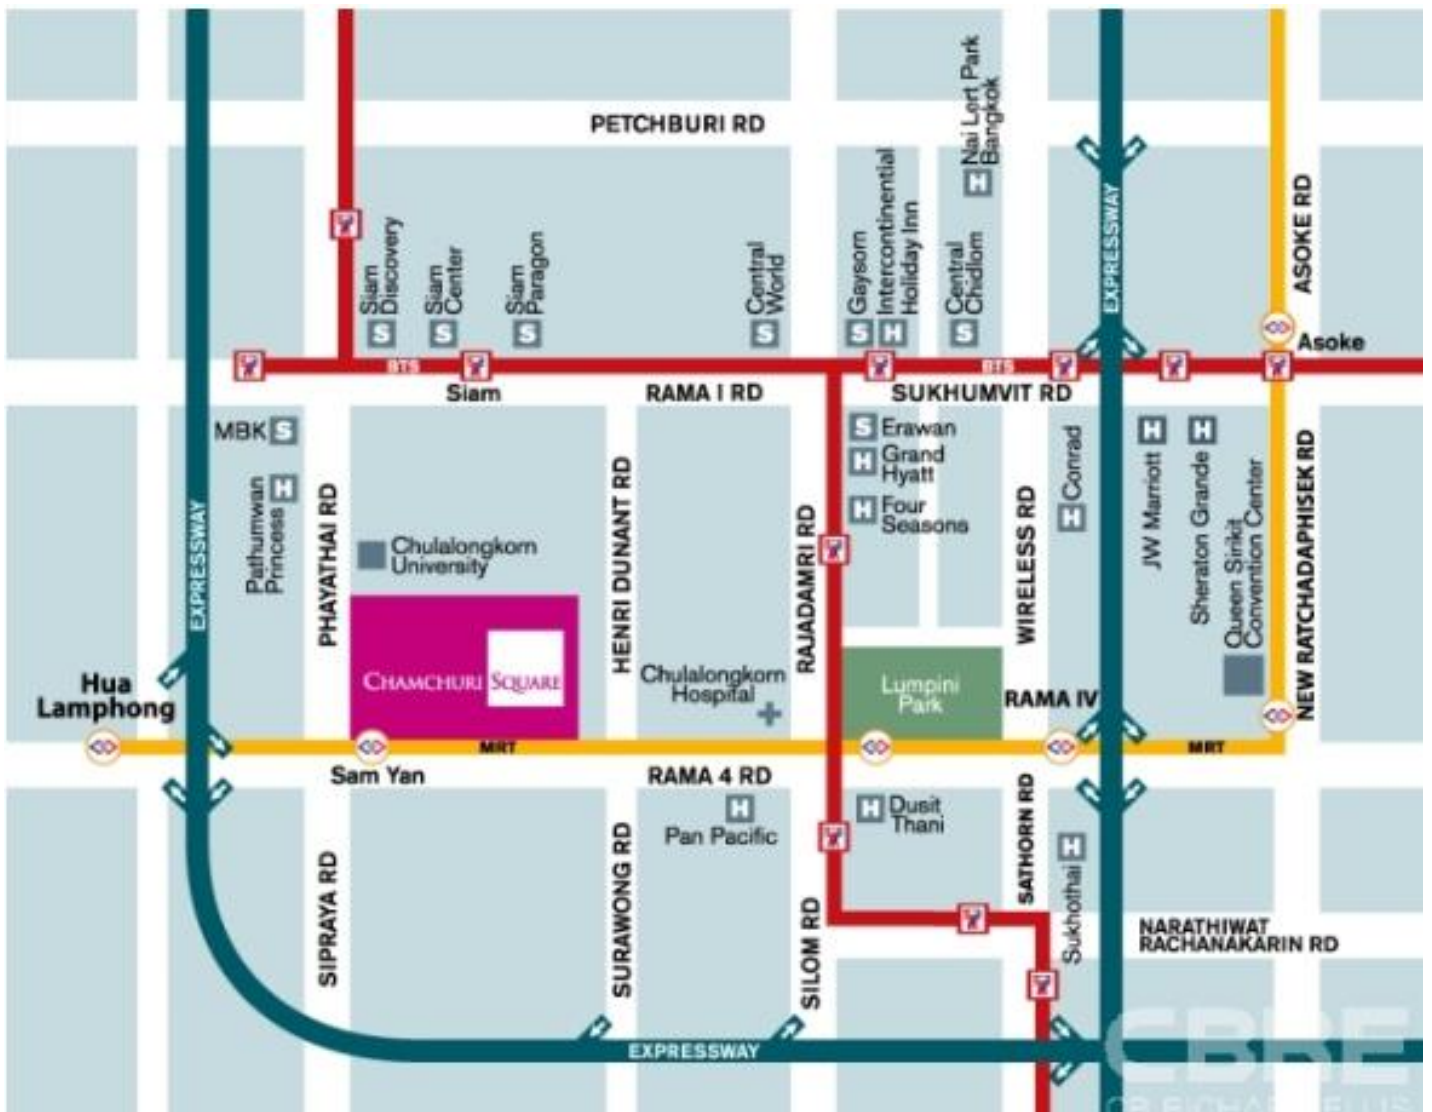 PETCHBURI RD
Nai Lert Park
Bangkok
H
EXPRESSWAY
ASOKE RD
Siam
Discovery
S
Siam
Center
S
Siam
Paragon
S
Central
World
S
Gaysorn
S
Intercontinental
Holiday Inn
H
Central
Chidlom
S
Asoke
BTS
BTS
Siam
RAMA I RD
SUKHUMVIT RD
MBK S
S Erawan
H Grand
Hyatt
H Four
Seasons
Pathumwan
Princess
H
PHAYATHAI RD
EXPRESSWAY
Chulalongkorn
University
HENRI DUNANT RD
RAJADAMRI RD
WIRELESS RD
Conrad
H
H
JW Marriott
H
Sheraton Grande
Queen Sirikit
Convention Center
NEW RATCHADAPHISEK RD
Hua
Lamphong
CHAMCHURI SQUARE
Chulalongkorn
Hospital
Lumpini
Park
RAMA IV
MRT
MRT
Sam Yan
RAMA 4 RD
H
Pan Pacific
H Dusit
Thani
SATHORN RD
H
Sukhothai
SIPRAYA RD
SURAWONG RD
SILOM RD
NARATHIWAT
RACHANAKARIN RD
EXPRESSWAY
CBRE